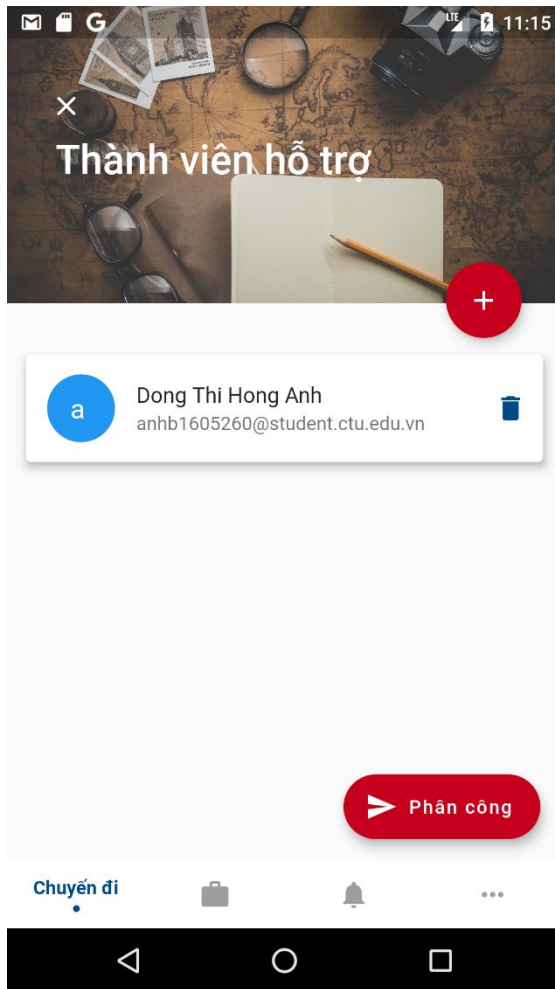 G
LTE
11:15
Thành viên hỗ trợ
+
a
Dong Thi Hong Anh
anhb1605260@student.ctu.edu.vn
Phân công
Chuyến đi